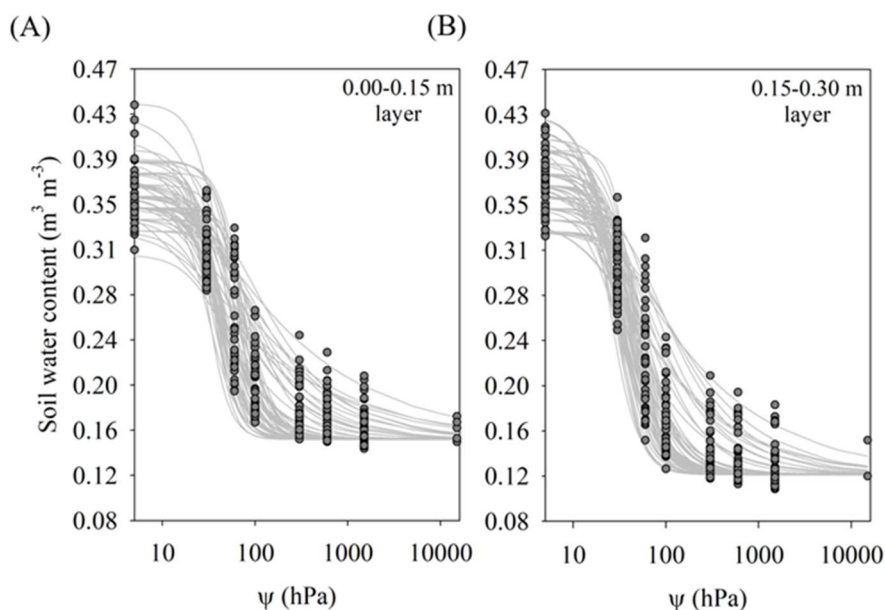 (A)
(B)
0.00-0.15 m
layer
0.15-0.30 m
layer
Soil water content (m³ m⁻³)
0.47
0.43
0.39
0.35
0.31
0.28
0.24
0.20
0.16
0.12
0.08
0.47
0.43
0.39
0.35
0.31
0.28
0.24
0.20
0.16
0.12
0.08
10 100 1000 10000
10 100 1000 10000
ψ (hPa)
ψ (hPa)